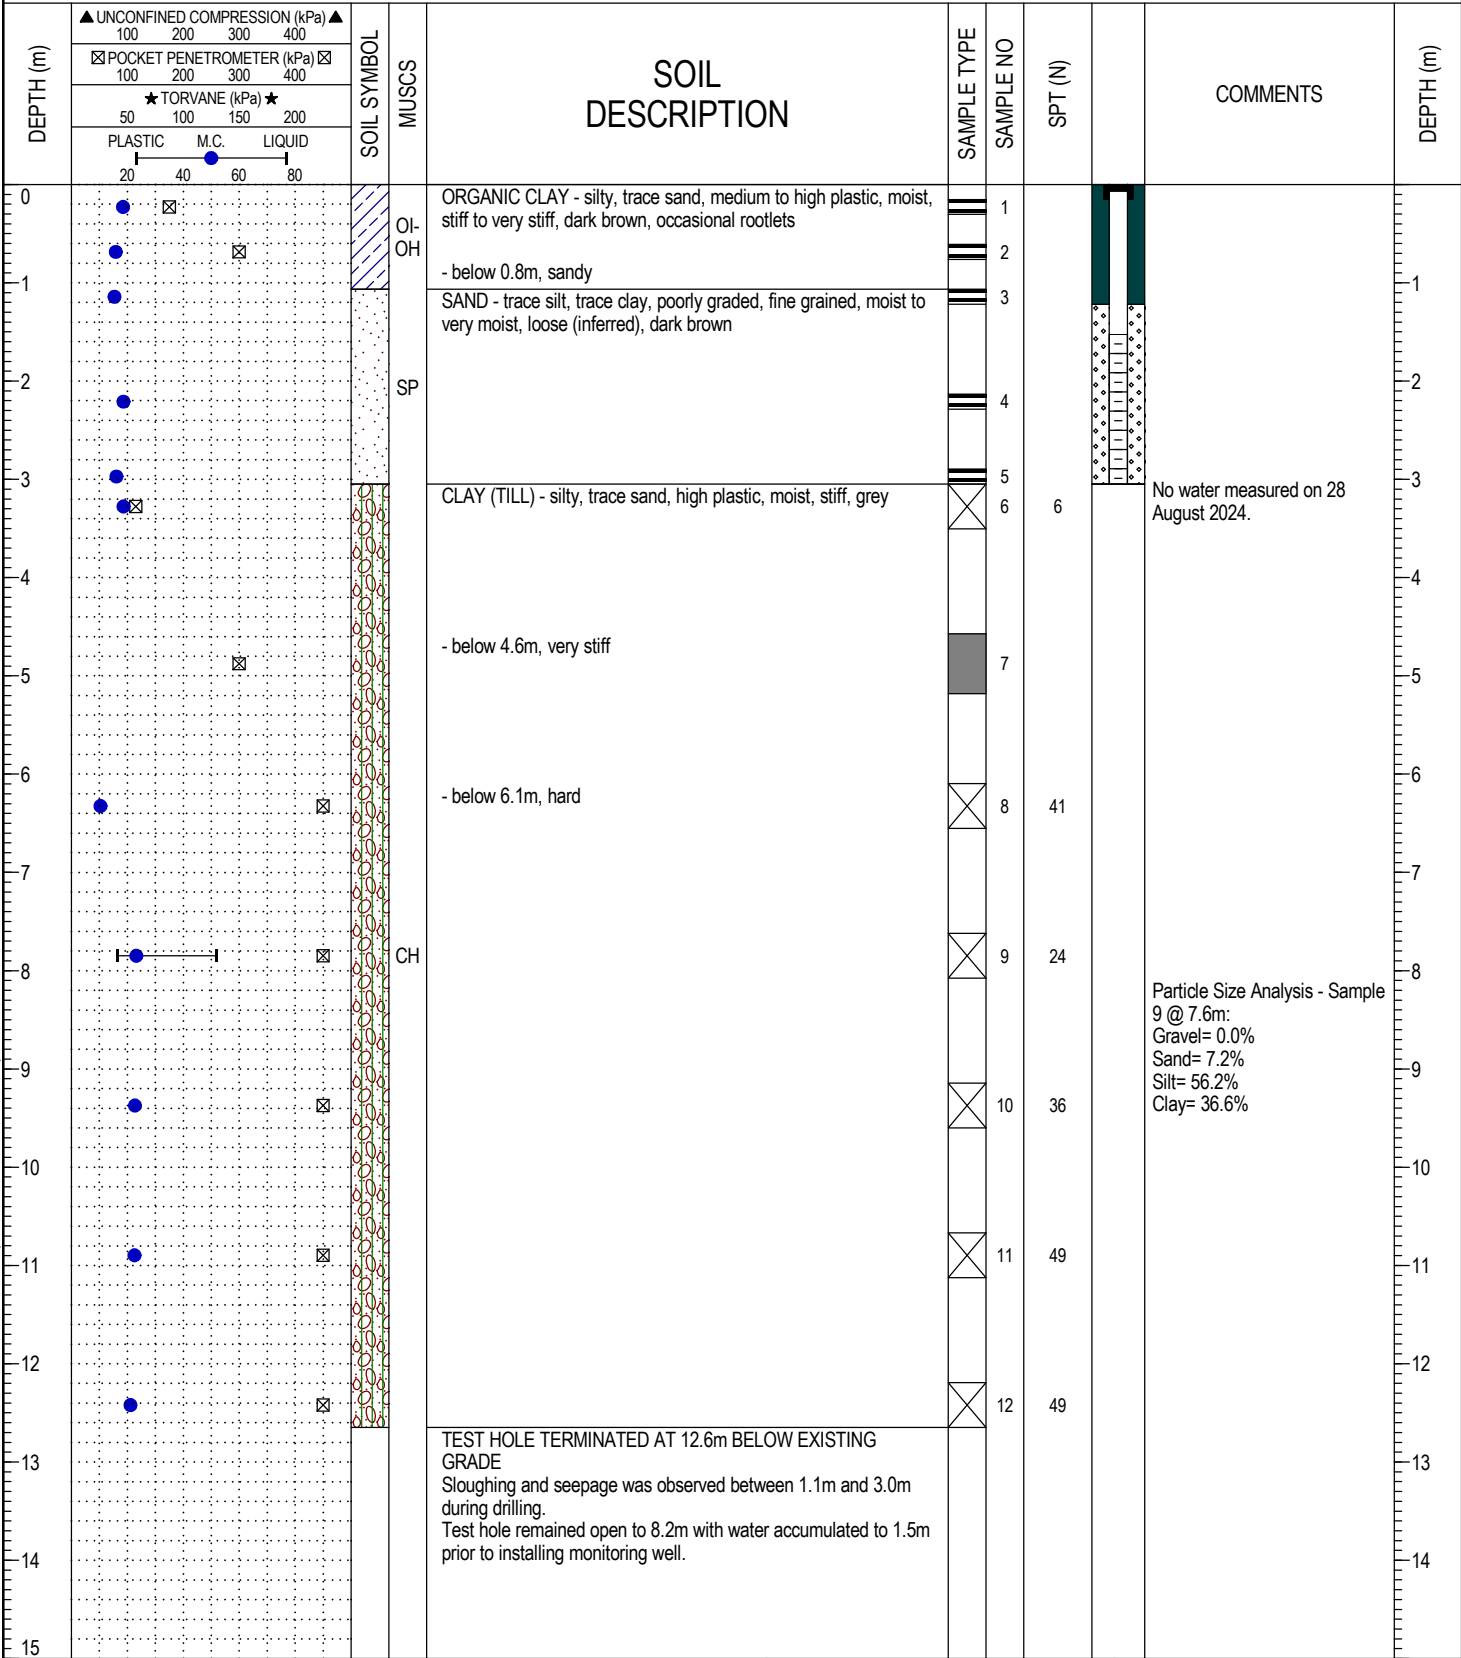 DEPTH (m)
▲ UNCONFINED COMPRESSION (kPa) ▲
100 200 300 400
☒ POCKET PENETROMETER (kPa) ☒
100 200 300 400
★ TORVANE (kPa) ★
50 100 150 200
PLASTIC M.C. LIQUID
20 40 60 80
SOIL SYMBOL
MUSCS
SOIL
DESCRIPTION
SAMPLE TYPE
SAMPLE NO
SPT (N)
COMMENTS
DEPTH (m)
0
ORGANIC CLAY - silty, trace sand, medium to high plastic, moist,
stiff to very stiff, dark brown, occasional rootlets
1
OI-
OH
2
- below 0.8m, sandy
1
1
SAND - trace silt, trace clay, poorly graded, fine grained, moist to
very moist, loose (inferred), dark brown
3
2
SP
2
4
3
5
3
CLAY (TILL) - silty, trace sand, high plastic, moist, stiff, grey
6 6
No water measured on 28
August 2024.
4
4
- below 4.6m, very stiff
7
5
5
6
6
- below 6.1m, hard
8 41
7
7
CH
9 24
8
8
Particle Size Analysis - Sample
9 @ 7.6m:
Gravel= 0.0%
Sand= 7.2%
Silt= 56.2%
Clay= 36.6%
9
9
10 36
10
10
11 49
11
11
12
12
12 49
TEST HOLE TERMINATED AT 12.6m BELOW EXISTING
GRADE
Sloughing and seepage was observed between 1.1m and 3.0m
during drilling.
Test hole remained open to 8.2m with water accumulated to 1.5m
prior to installing monitoring well.
13
13
14
14
15